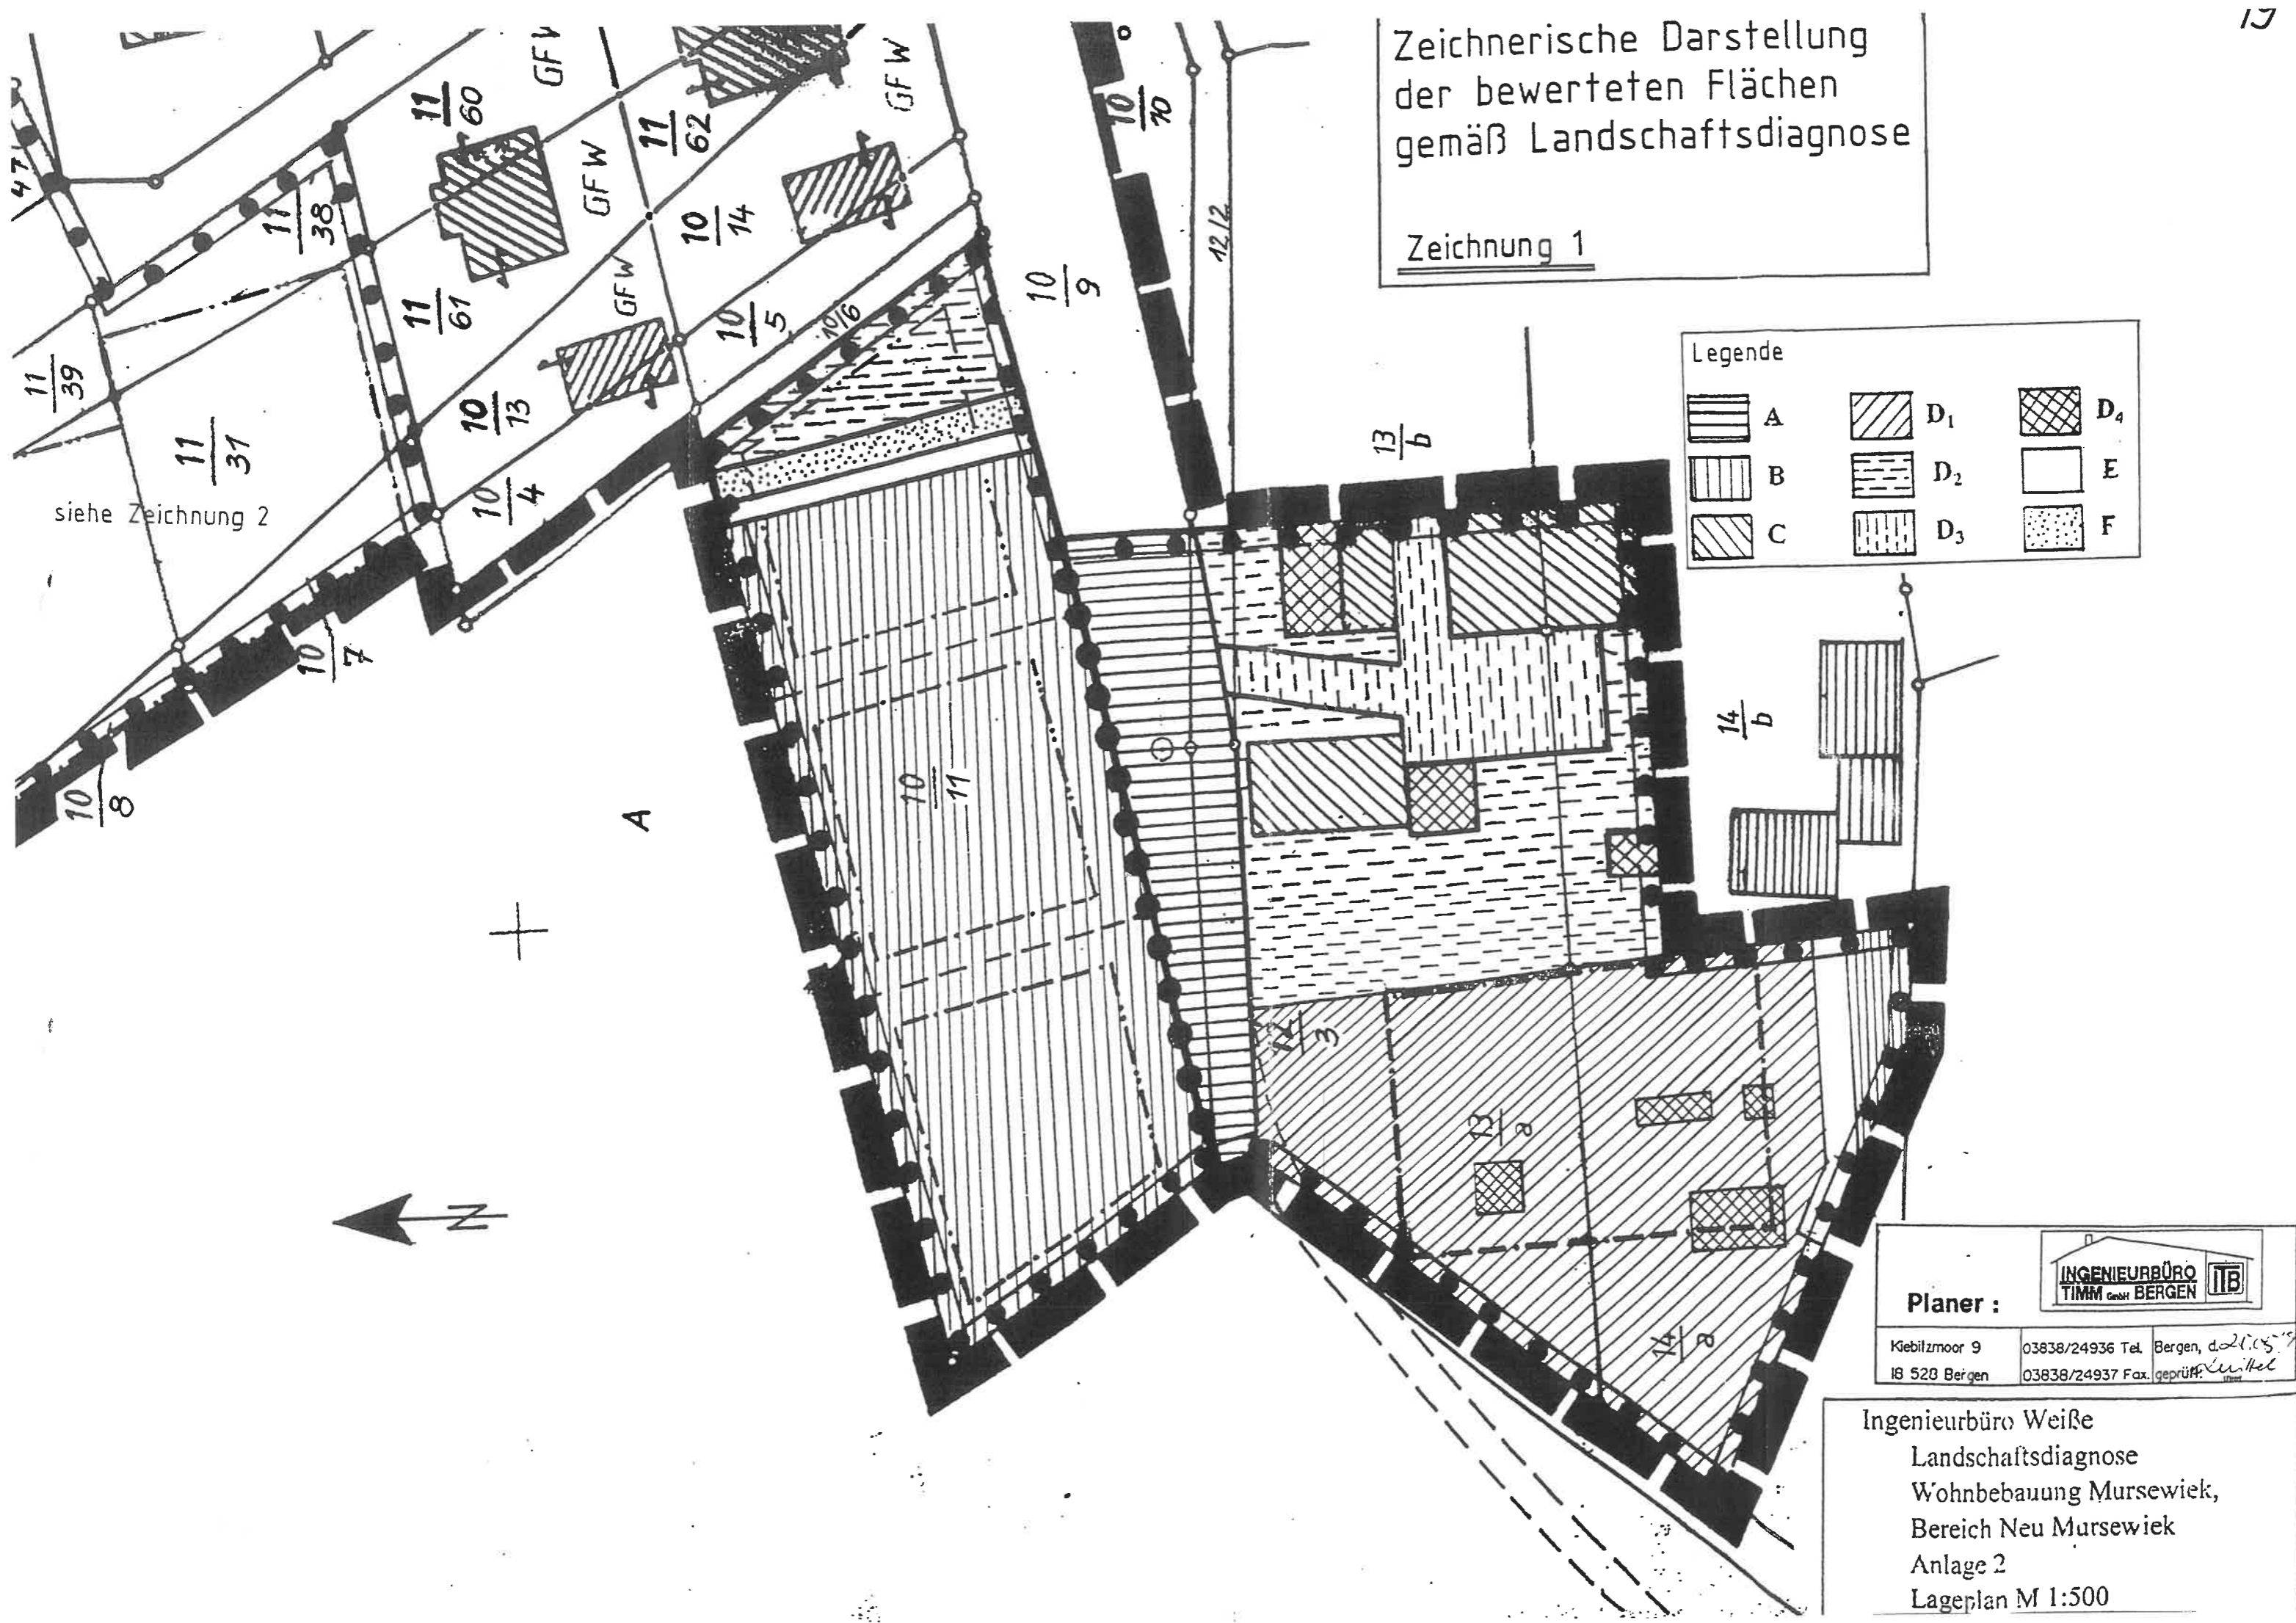 19
Zeichnerische Darstellung
der bewerteten Flächen
gemäß Landschaftsdiagnose
Zeichnung 1
Legende
A
B
C
D₁
D₂
D₃
D₄
E
F
47
11
60
GFW
11
62
GFW
10
10
11
38
GFW
10
14
12/2
11
61
GFW
10
5
10/6
10
9
11
39
11
31
10
13
10
4
siehe Zeichnung 2
10
7
10
8
A
10
11
13
b
14
b
12
3
13
a
14
a
N
Planer :
INGENIEURBÜRO
TIMM GmbH BERGEN
ITB
Kiebitzmoor 9
18 528 Bergen
03838/24936 Tel.
03838/24937 Fax.
Bergen, d.
geprüft:
Ingenieurbüro Weiße
Landschaftsdiagnose
Wohnbebauung Mursewiek,
Bereich Neu Mursewiek
Anlage 2
Lageplan M 1:500